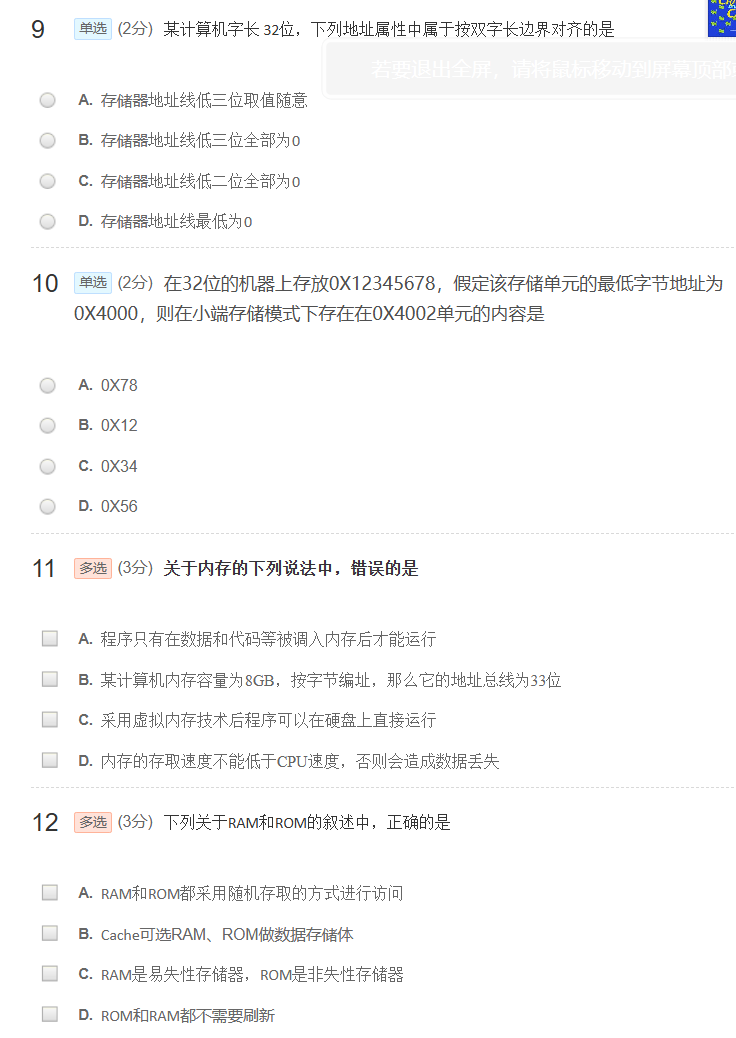 9 单选 (2分) 某计算机字长 32位，下列地址属性中属于按双字长边界对齐的是
若要退出全屏，请将鼠标移动到屏幕顶部
A. 存储器地址线低三位取值随意
B. 存储器地址线低三位全部为0
C. 存储器地址线低二位全部为0
D. 存储器地址线最低为0
10 单选 (2分) 在32位的机器上存放0X12345678，假定该存储单元的最低字节地址为
0X4000，则在小端存储模式下存在在0X4002单元的内容是
A. 0X78
B. 0X12
C. 0X34
D. 0X56
11 多选 (3分) 关于内存的下列说法中，错误的是
A. 程序只有在数据和代码等被调入内存后才能运行
B. 某计算机内存容量为8GB，按字节编址，那么它的地址总线为33位
C. 采用虚拟内存技术后程序可以在硬盘上直接运行
D. 内存的存取速度不能低于CPU速度，否则会造成数据丢失
12 多选 (3分) 下列关于RAM和ROM的叙述中，正确的是
A. RAM和ROM都采用随机存取的方式进行访问
B. Cache可选RAM、ROM做数据存储体
C. RAM是易失性存储器，ROM是非失性存储器
D. ROM和RAM都不需要刷新